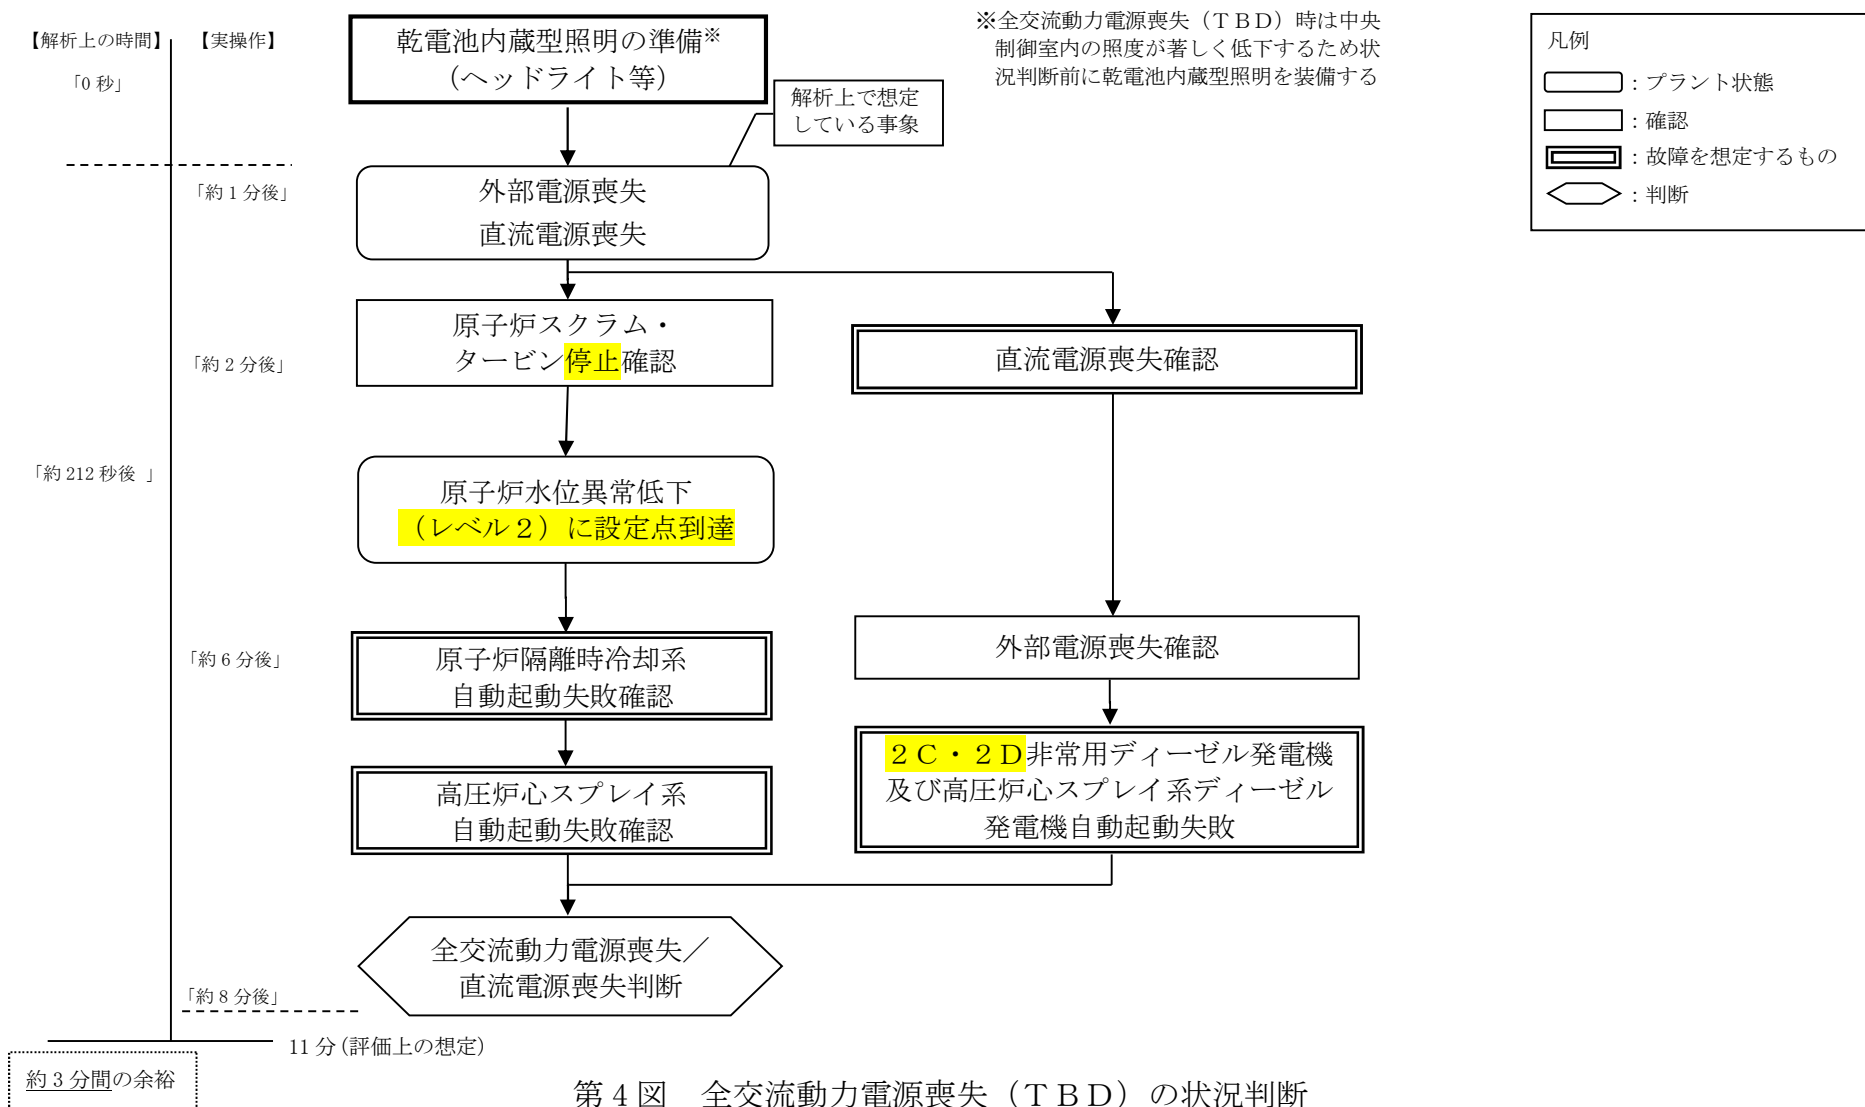 【解析上の時間】
【実操作】
「0 秒」
乾電池内蔵型照明の準備※
（ヘッドライト等）
※全交流動力電源喪失（ＴＢＤ）時は中央
制御室内の照度が著しく低下するため状
況判断前に乾電池内蔵型照明を装備する
凡例
：プラント状態
：確認
：故障を想定するもの
：判断
解析上で想定
している事象
「約 1 分後」
外部電源喪失
直流電源喪失
「約 2 分後」
原子炉スクラム・
タービン停止確認
直流電源喪失確認
「約 212 秒後 」
原子炉水位異常低下
（レベル２）に設定点到達
「約 6 分後」
原子炉隔離時冷却系
自動起動失敗確認
外部電源喪失確認
高圧炉心スプレイ系
自動起動失敗確認
２Ｃ・２Ｄ非常用ディーゼル発電機
及び高圧炉心スプレイ系ディーゼル
発電機自動起動失敗
全交流動力電源喪失／
直流電源喪失判断
「約 8 分後」
11 分(評価上の想定)
約 3 分間の余裕
第４図　全交流動力電源喪失（ＴＢＤ）の状況判断